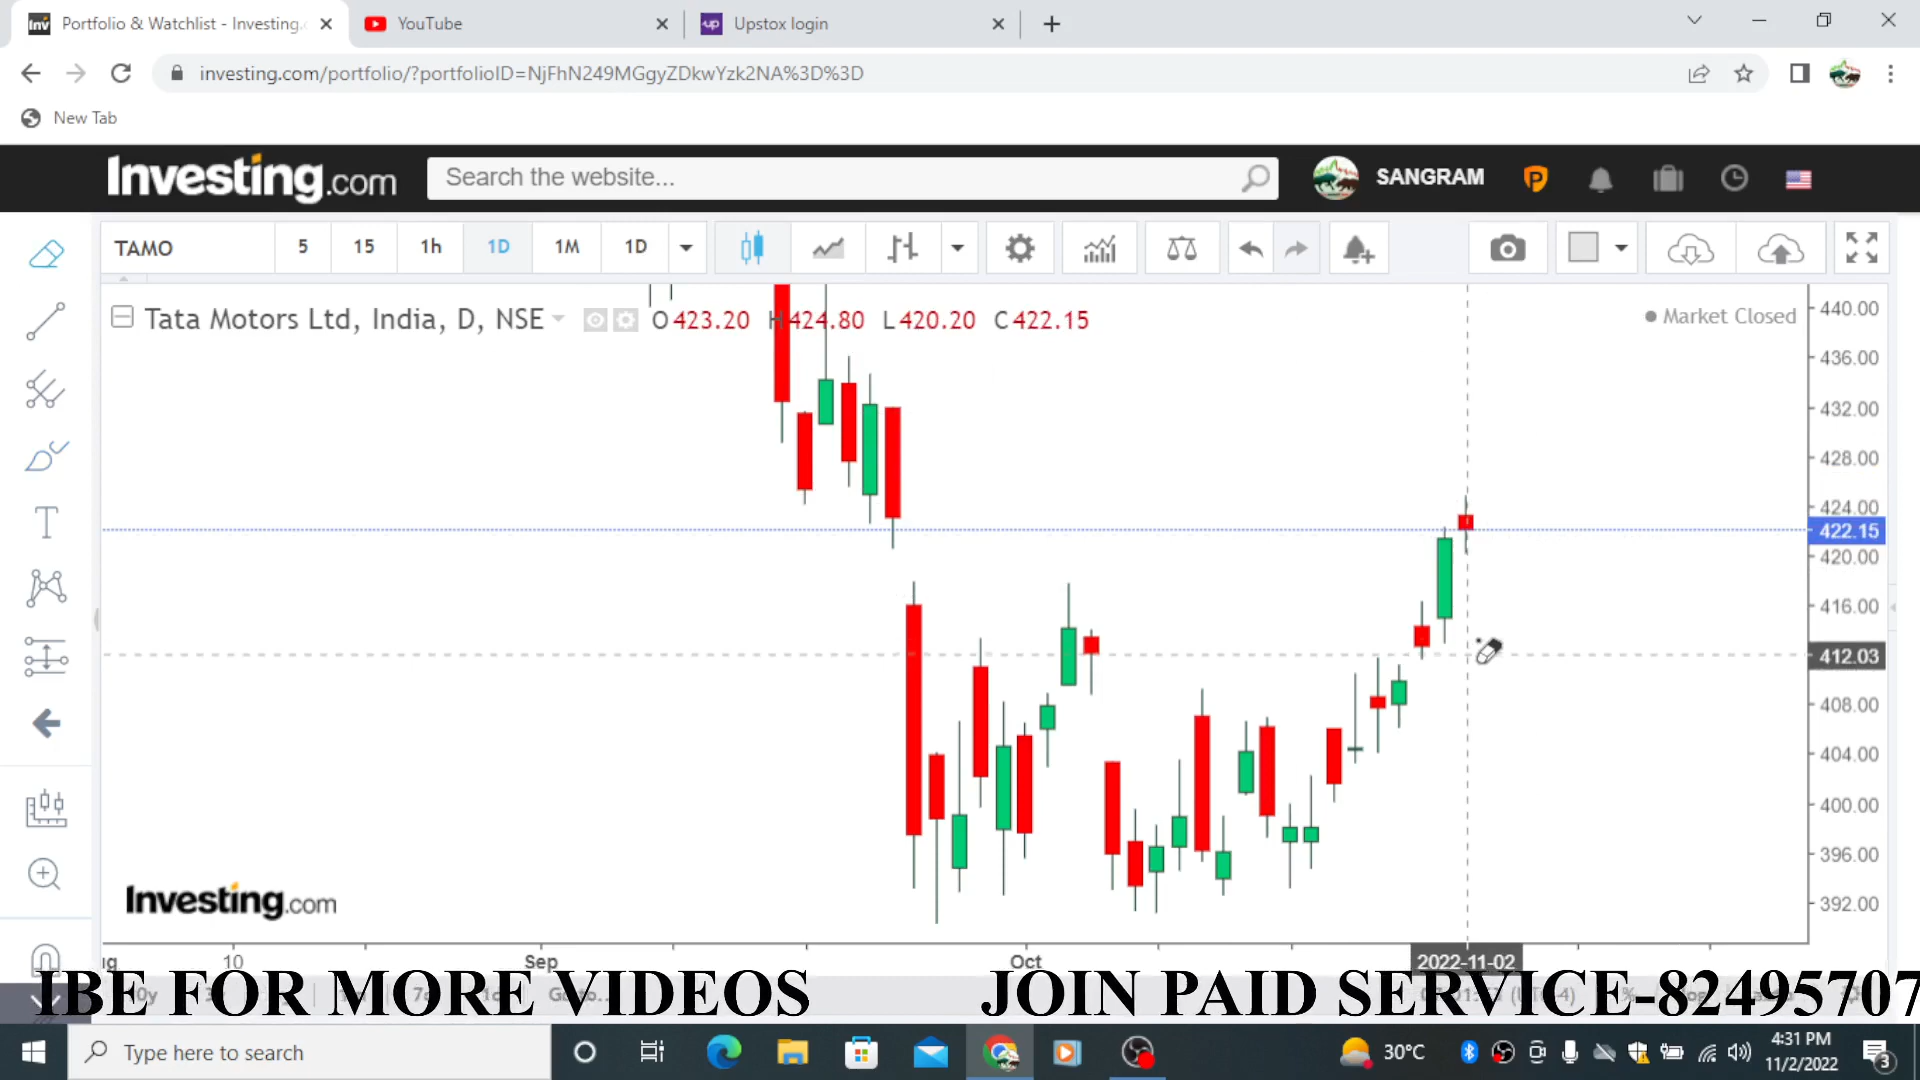 Portfolio & Watchlist - Investing.c
YouTube
Upstox login
investing.com/portfolio/?portfolioID=NjFhN249MGgyZDkwYzk2NA%3D%3D
New Tab
Investing.com
Search the website...
SANGRAM
P
TAMO
5
15
1h
1D
1M
1D
Tata Motors Ltd, India, D, NSE
O423.20 H424.80 L420.20 C422.15
Market Closed
440.00
436.00
432.00
428.00
424.00
422.15
420.00
416.00
412.03
408.00
404.00
400.00
396.00
392.00
Investing.com
10
Sep
Oct
2022-11-02
IBE FOR MORE VIDEOS
JOIN PAID SERVICE-82495707
Type here to search
30°C
4:31 PM
11/2/2022
3